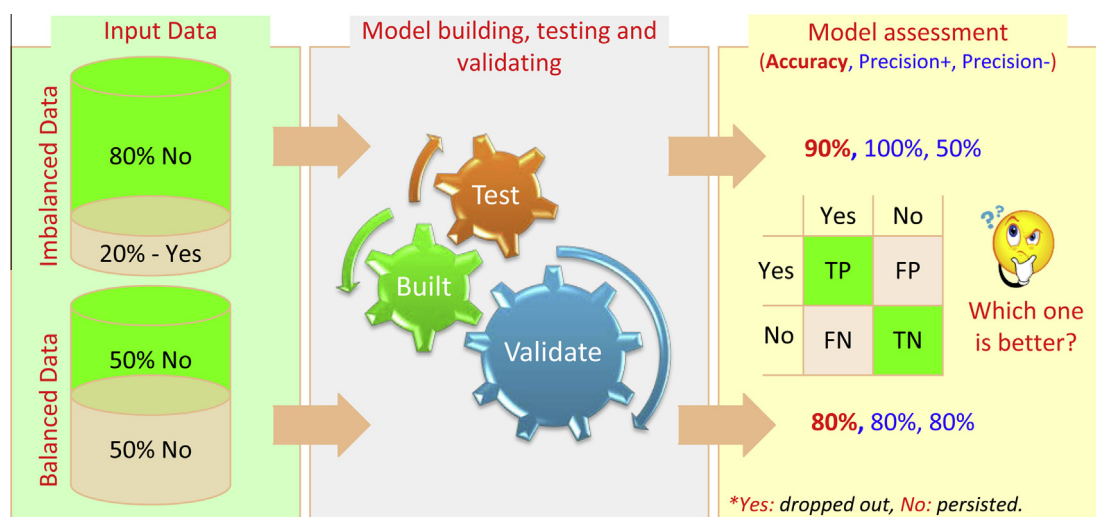 Input Data
Imbalanced Data
80% No
20% - Yes
Balanced Data
50% No
50% No
Model building, testing and
validating
Test
Built
Validate
Model assessment
(Accuracy, Precision+, Precision-)
90%, 100%, 50%
Yes No
Yes TP FP
No FN TN
??
Which one
is better?
80%, 80%, 80%
*Yes: dropped out, No: persisted.